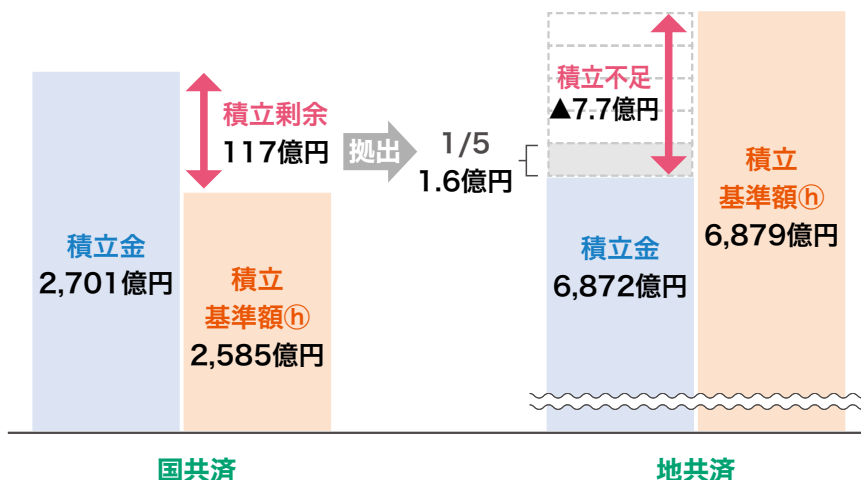 積立剰余
117億円
拠出
1/5
1.6億円
積立不足
▲7.7億円
積立金
2,701億円
積立
基準額ⓗ
2,585億円
積立金
6,872億円
積立
基準額ⓗ
6,879億円
国共済
地共済